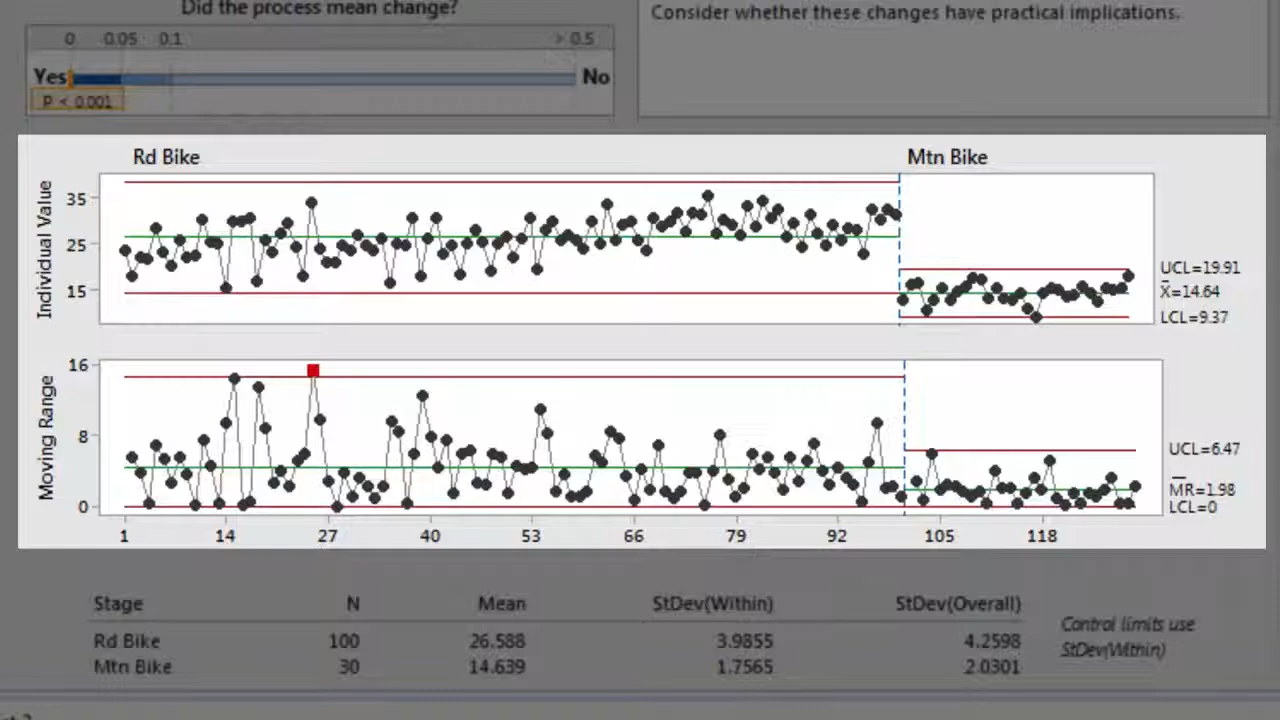 Did the process mean change?
Consider whether these changes have practical implications.
0 0.05 0.1 > 0.5
Yes No
P < 0.001
Rd Bike Mtn Bike
Individual Value
35
25
15
UCL=19.91
X=14.64
LCL=9.37
Moving Range
16
8
0
UCL=6.47
MR=1.98
LCL=0
1 14 27 40 53 66 79 92 105 118
Stage N Mean StDev(Within) StDev(Overall)
Rd Bike 100 26.588 3.9855 4.2598
Mtn Bike 30 14.639 1.7565 2.0301
Control limits use
StDev(Within)